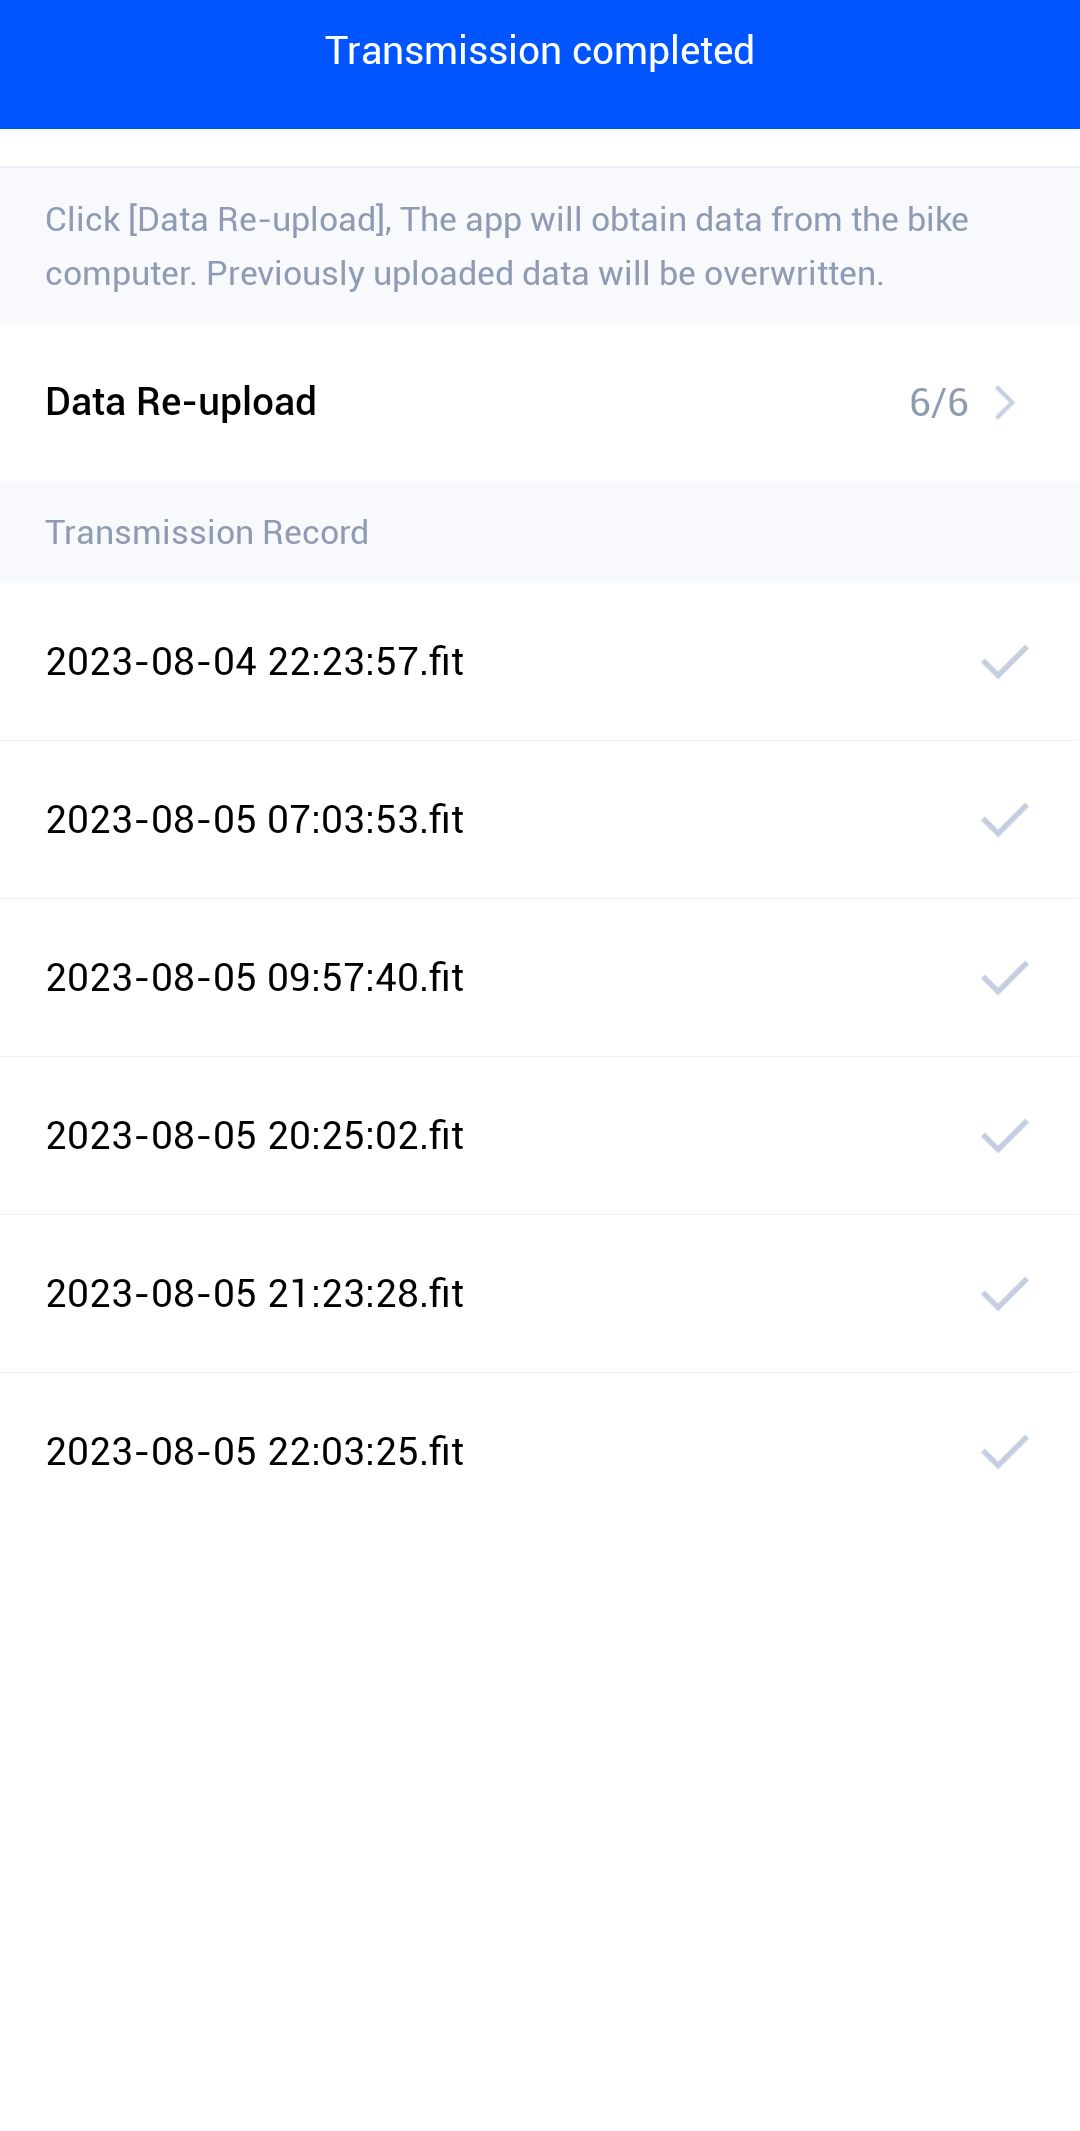 Transmission completed
Click [Data Re-upload], The app will obtain data from the bike
computer. Previously uploaded data will be overwritten.
Data Re-upload 6/6
Transmission Record
2023-08-04 22:23:57.fit
2023-08-05 07:03:53.fit
2023-08-05 09:57:40.fit
2023-08-05 20:25:02.fit
2023-08-05 21:23:28.fit
2023-08-05 22:03:25.fit